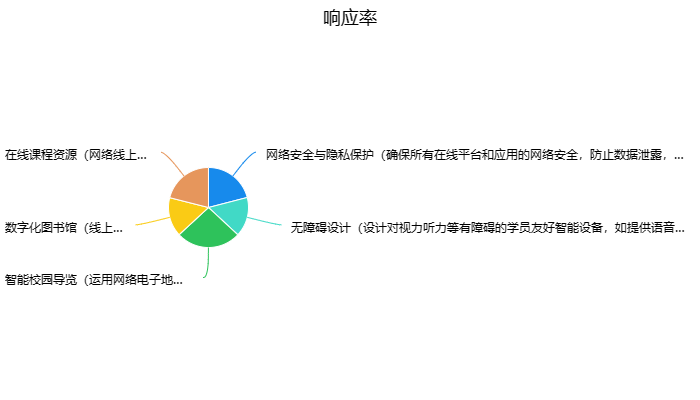 响应率
在线课程资源（网络线上...
网络安全与隐私保护（确保所有在线平台和应用的网络安全，防止数据泄露，...
数字化图书馆（线上...
无障碍设计（设计对视力听力等有障碍的学员友好智能设备，如提供语音...
智能校园导览（运用网络电子地...